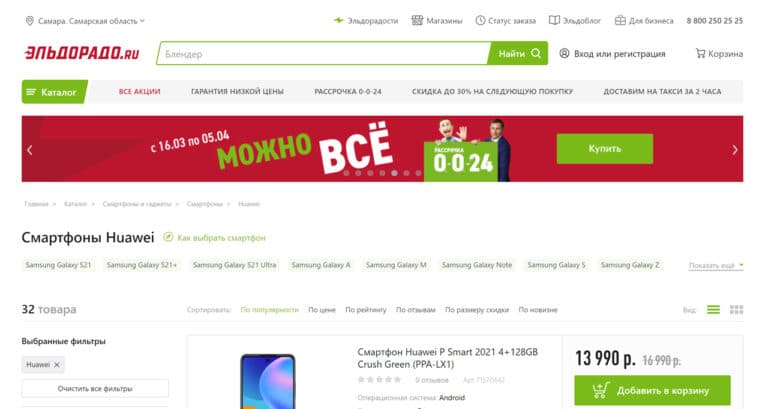 Самара. Самарская область
Эльдорадости
Магазины
Статус заказа
Эльдоблог
Для бизнеса
8 800 250 25 25
ЭЛЬДОРАДО.RU
Блендер
Найти
Вход или регистрация
Корзина
Каталог
ВСЕ АКЦИИ
ГАРАНТИЯ НИЗКОЙ ЦЕНЫ
РАССРОЧКА 0-0-24
СКИДКА ДО 30% НА СЛЕДУЮЩУЮ ПОКУПКУ
ДОСТАВИМ НА ТАКСИ ЗА 2 ЧАСА
с 16.03 по 05.04
МОЖНО
ВСЁ
РАССРОЧКА
0-0-24
Купить
Главная > Каталог > Смартфоны и гаджеты > Смартфоны > Huawei
Смартфоны Huawei
Как выбрать смартфон
Samsung Galaxy S21
Samsung Galaxy S21+
Samsung Galaxy S21 Ultra
Samsung Galaxy A
Samsung Galaxy M
Samsung Galaxy Note
Samsung Galaxy S
Samsung Galaxy Z
Показать ещё
32 товара
Сортировать: По популярности По цене По рейтингу По отзывам По размеру скидки По новизне
Вид:
Выбранные фильтры
Huawei ×
Очистить все фильтры
Смартфон Huawei P Smart 2021 4+128GB
Crush Green (PPA-LX1)
0 отзывов
Арт 71570442
Операционная система: Android
13 990 р.
16 990 р.
Добавить в корзину